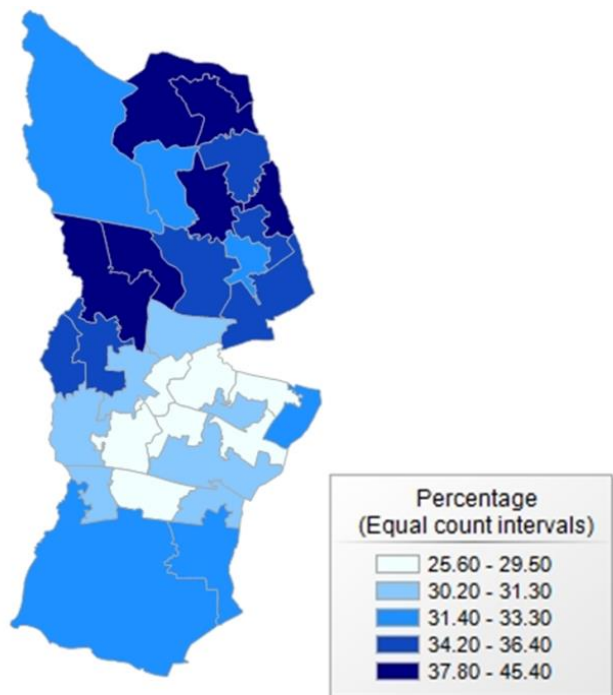 Percentage
(Equal count intervals)
25.60 - 29.50
30.20 - 31.30
31.40 - 33.30
34.20 - 36.40
37.80 - 45.40